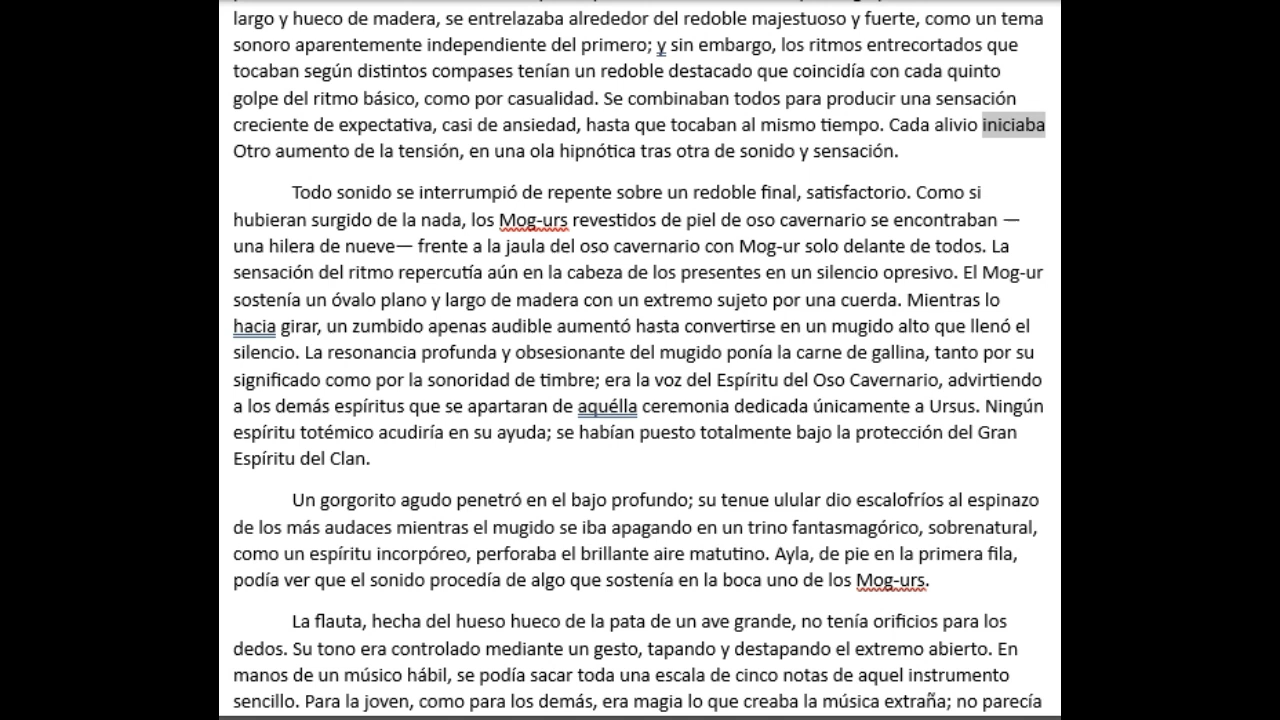 largo y hueco de madera, se entrelazaba alrededor del redoble majestuoso y fuerte, como un tema
sonoro aparentemente independiente del primero; y sin embargo, los ritmos entrecortados que
tocaban según distintos compases tenían un redoble destacado que coincidía con cada quinto
golpe del ritmo básico, como por casualidad. Se combinaban todos para producir una sensación
creciente de expectativa, casi de ansiedad, hasta que tocaban al mismo tiempo. Cada alivio iniciaba
Otro aumento de la tensión, en una ola hipnótica tras otra de sonido y sensación.
Todo sonido se interrumpió de repente sobre un redoble final, satisfactorio. Como si
hubieran surgido de la nada, los Mog-urs revestidos de piel de oso cavernario se encontraban —
una hilera de nueve— frente a la jaula del oso cavernario con Mog-ur solo delante de todos. La
sensación del ritmo repercutía aún en la cabeza de los presentes en un silencio opresivo. El Mog-ur
sostenía un óvalo plano y largo de madera con un extremo sujeto por una cuerda. Mientras lo
hacia girar, un zumbido apenas audible aumentó hasta convertirse en un mugido alto que llenó el
silencio. La resonancia profunda y obsesionante del mugido ponía la carne de gallina, tanto por su
significado como por la sonoridad de timbre; era la voz del Espíritu del Oso Cavernario, advirtiendo
a los demás espíritus que se apartaran de aquélla ceremonia dedicada únicamente a Ursus. Ningún
espíritu totémico acudiría en su ayuda; se habían puesto totalmente bajo la protección del Gran
Espíritu del Clan.
Un gorgorito agudo penetró en el bajo profundo; su tenue ulular dio escalofríos al espinazo
de los más audaces mientras el mugido se iba apagando en un trino fantasmagórico, sobrenatural,
como un espíritu incorpóreo, perforaba el brillante aire matutino. Ayla, de pie en la primera fila,
podía ver que el sonido procedía de algo que sostenía en la boca uno de los Mog-urs.
La flauta, hecha del hueso hueco de la pata de un ave grande, no tenía orificios para los
dedos. Su tono era controlado mediante un gesto, tapando y destapando el extremo abierto. En
manos de un músico hábil, se podía sacar toda una escala de cinco notas de aquel instrumento
sencillo. Para la joven, como para los demás, era magia lo que creaba la música extraña; no parecía